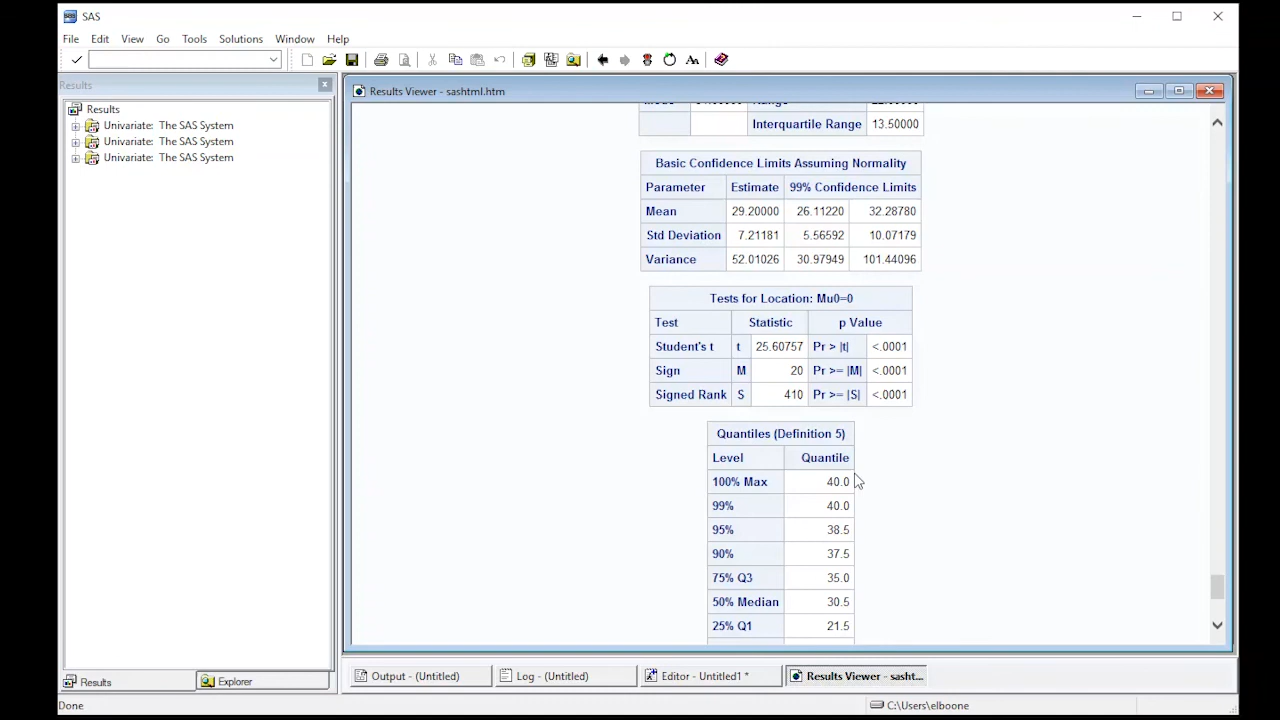 SAS
File Edit View Go Tools Solutions Window Help
Results
Results
Univariate: The SAS System
Univariate: The SAS System
Univariate: The SAS System
Results Explorer
Results Viewer - sashtml.htm
Interquartile Range 13.50000
Basic Confidence Limits Assuming Normality
Parameter Estimate 99% Confidence Limits
Mean 29.20000 26.11220 32.28780
Std Deviation 7.21181 5.56592 10.07179
Variance 52.01026 30.97949 101.44096
Tests for Location: Mu0=0
Test Statistic p Value
Student's t t 25.60757 Pr > |t| <.0001
Sign M 20 Pr >= |M| <.0001
Signed Rank S 410 Pr >= |S| <.0001
Quantiles (Definition 5)
Level Quantile
100% Max 40.0
99% 40.0
95% 38.5
90% 37.5
75% Q3 35.0
50% Median 30.5
25% Q1 21.5
Output - (Untitled) Log - (Untitled) Editor - Untitled1 * Results Viewer - sasht...
Done C:\Users\elboone